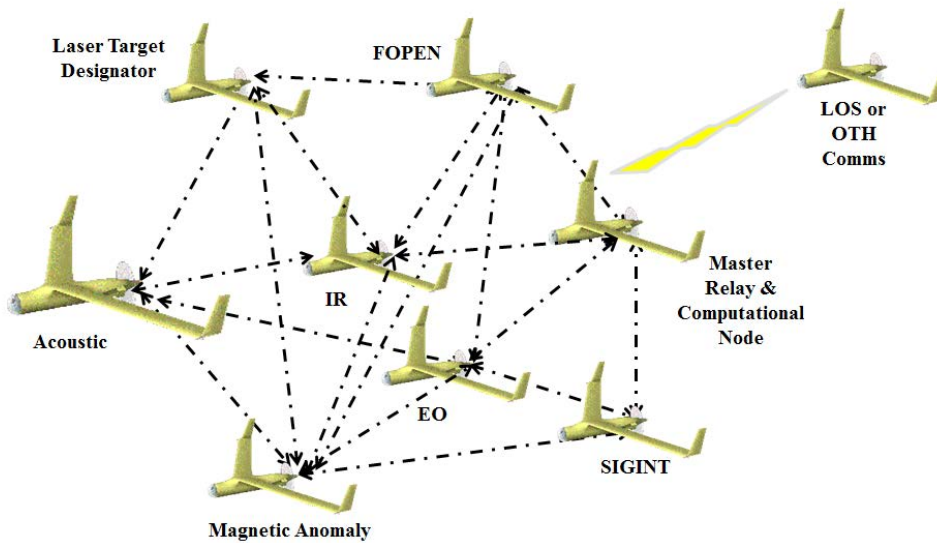 Laser Target
Designator
FOPEN
LOS or
OTH
Comms
IR
Master
Relay &
Computational
Node
Acoustic
EO
SIGINT
Magnetic Anomaly